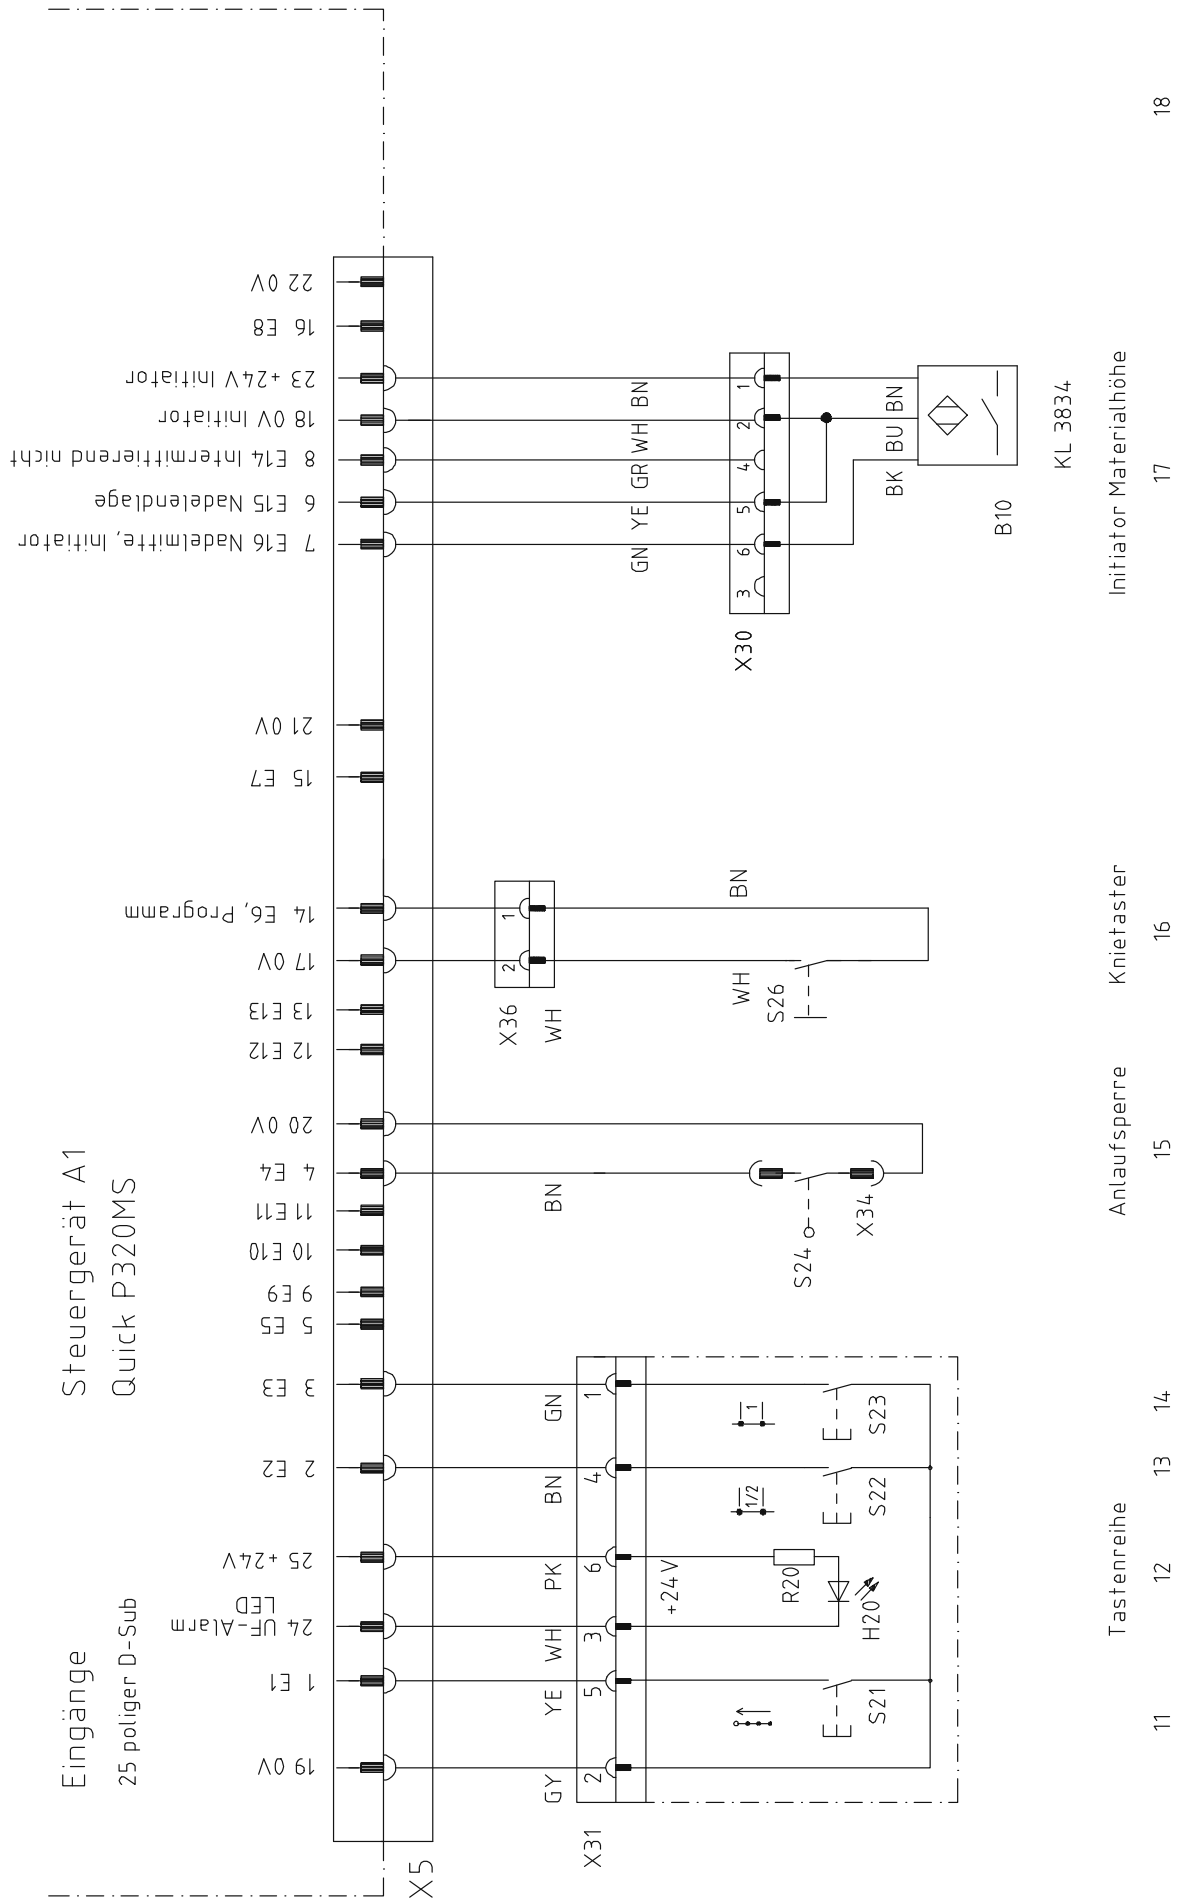 Eingänge
25 poliger D-Sub
Steuergerät A1
Quick P320MS
19 0V
1 E1
24 UF-Alarm
LED
25 +24V
2 E2
3 E3
5 E5
9 E9
10 E10
11 E11
4 E4
20 0V
12 E12
13 E13
17 0V
14 E6, Programm
15 E7
21 0V
7 E16 Nadelmitte, Initiator
6 E15 Nadelendlage
8 E14 Intermittierend nicht
18 0V Initiator
23 +24V Initiator
16 E8
22 0V
X5
GY
YE
WH
PK
BN
GN
BN
X31
2
5
3
6
4
1
+24V
1/2
1
R20
H20
S21
S22
S23
S24
X34
X36
2
1
WH
WH
BN
S26
GN
YE
GR
WH
BN
X30
3
6
5
4
2
1
BK
BU
BN
B10
KL 3834
Tastenreihe
Anlaufsperre
Knietaster
Initiator Materialhöhe
11
12
13
14
15
16
17
18